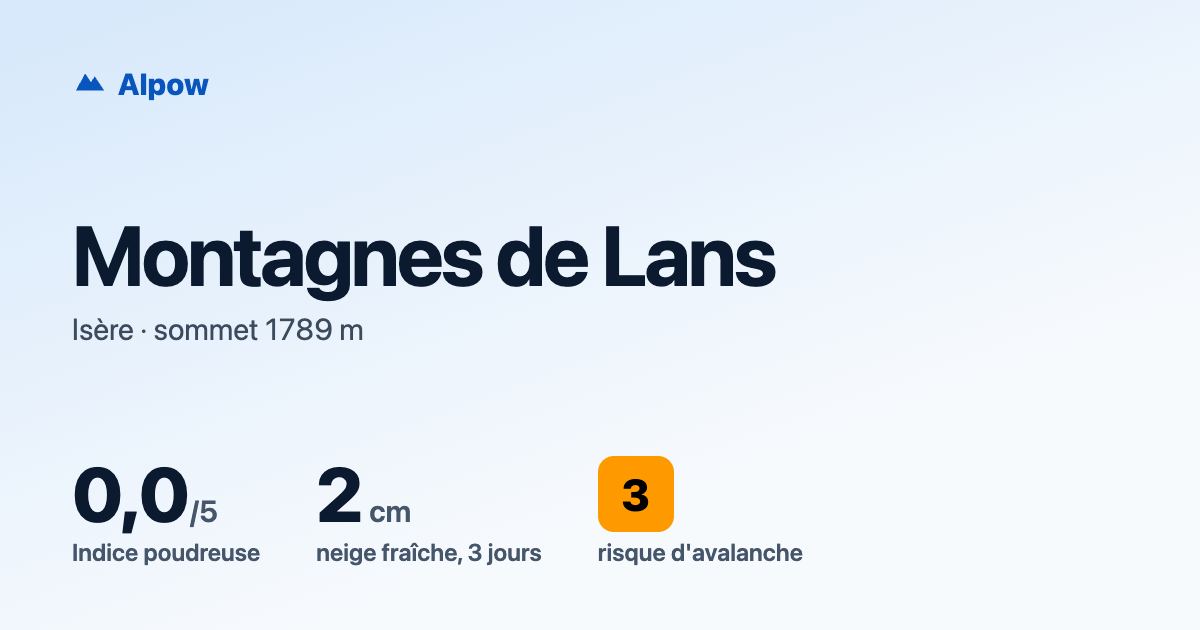 Alpow
Montagnes de Lans
Isère · sommet 1789 m
0,0/5
Indice poudreuse
2 cm
neige fraîche, 3 jours
3
risque d'avalanche